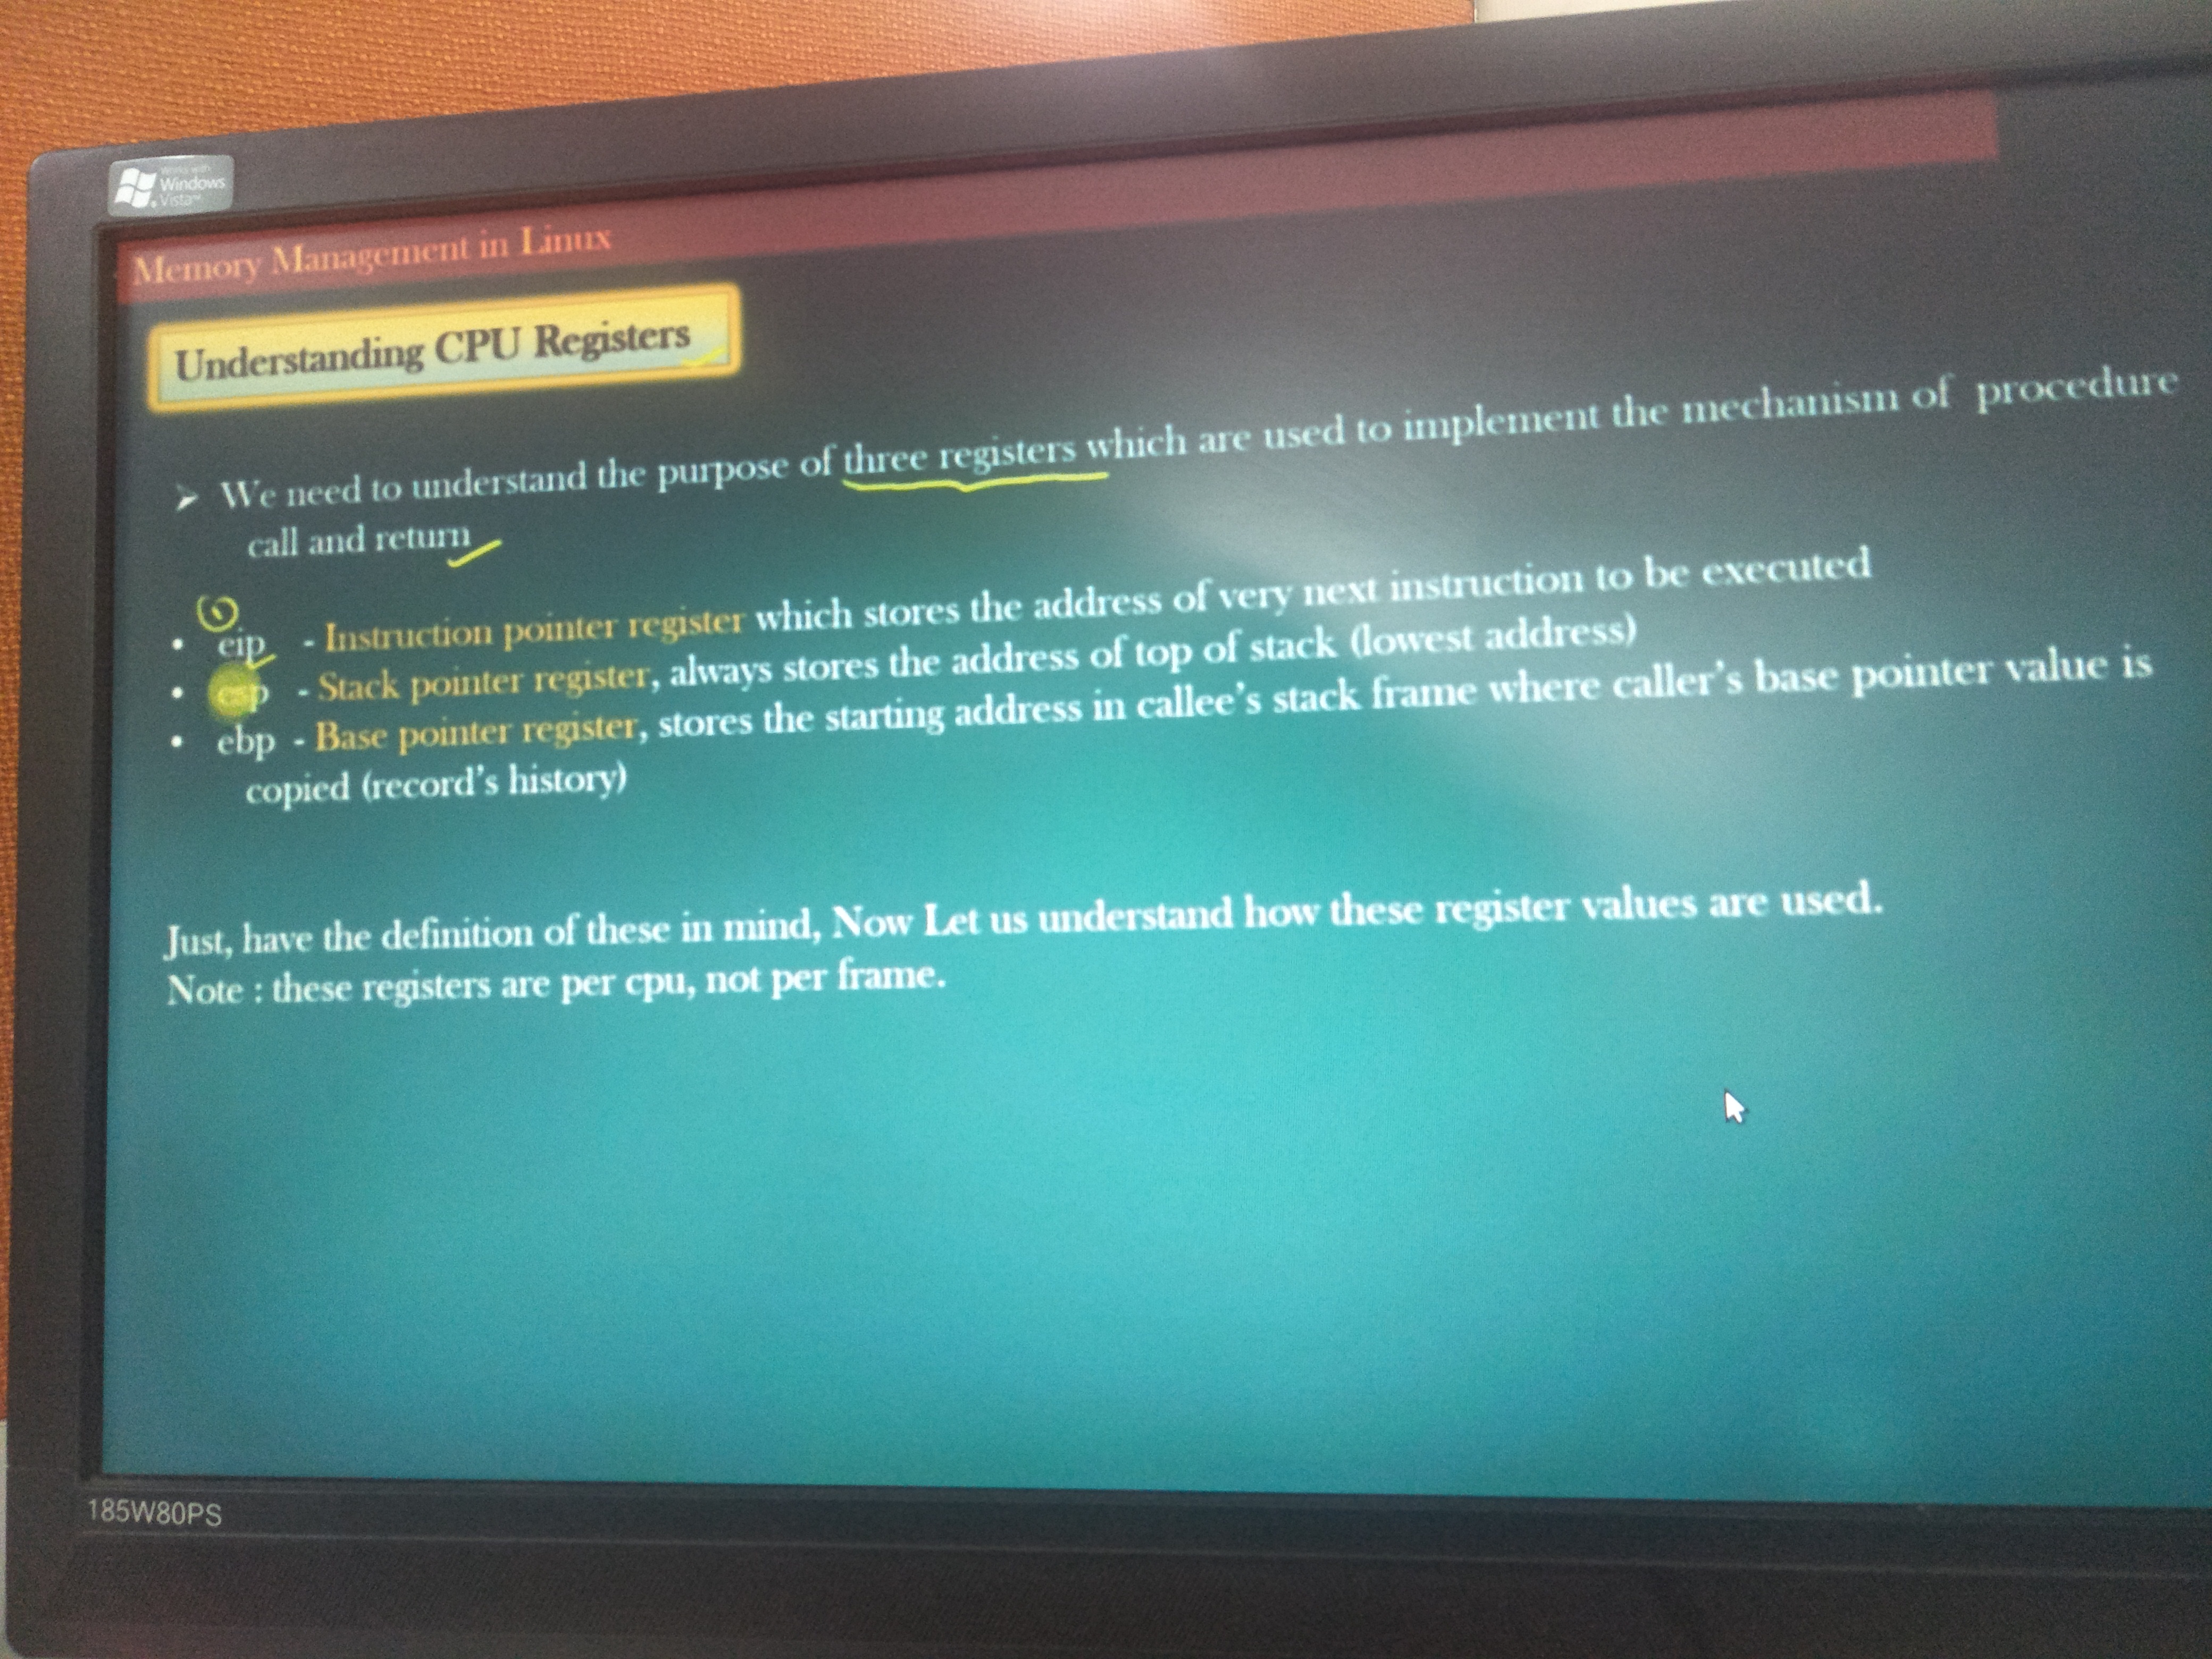 Works with
Windows
Vista™
Memory Management in Linux
Understanding CPU Registers
➤ We need to understand the purpose of three registers which are used to implement the mechanism of procedure
call and return
1
• eip - Instruction pointer register which stores the address of very next instruction to be executed
• esp - Stack pointer register, always stores the address of top of stack (lowest address)
• ebp - Base pointer register, stores the starting address in callee's stack frame where caller's base pointer value is
copied (record's history)
Just, have the definition of these in mind, Now Let us understand how these register values are used.
Note : these registers are per cpu, not per frame.
185W80PS